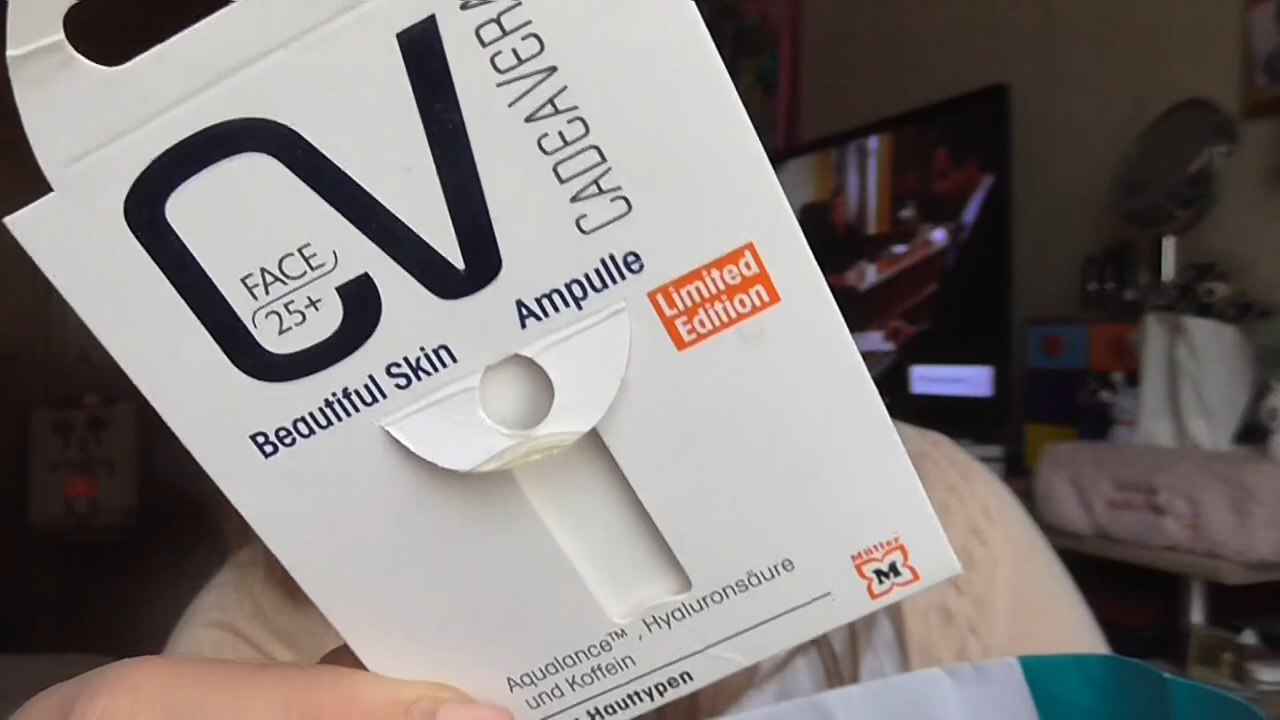 CV
CADEAVERA
FACE
25+
Beautiful Skin Ampulle
Limited
Edition
Aqualance™, Hyaluronsäure
und Koffein
Hauttypen
Müller
M